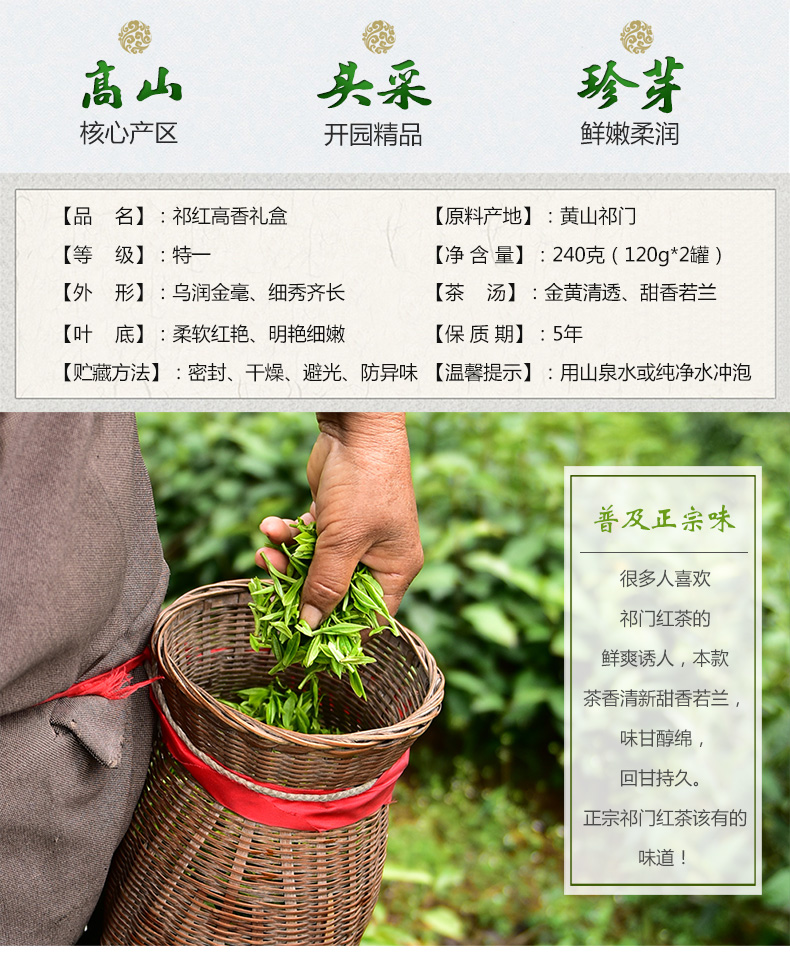 高山
头采
珍芽
核心产区
开园精品
鲜嫩柔润
【品　名】：祁红高香礼盒
【原料产地】：黄山祁门
【等　级】：特一
【净 含 量】：240克（120g*2罐）
【外　形】：乌润金毫、细秀齐长
【茶　汤】：金黄清透、甜香若兰
【叶　底】：柔软红艳、明艳细嫩
【保 质 期】：5年
【贮藏方法】：密封、干燥、避光、防异味
【温馨提示】：用山泉水或纯净水冲泡
普及正宗味
很多人喜欢
祁门红茶的
鲜爽诱人，本款
茶香清新甜香若兰，
味甘醇绵，
回甘持久。
正宗祁门红茶该有的
味道！